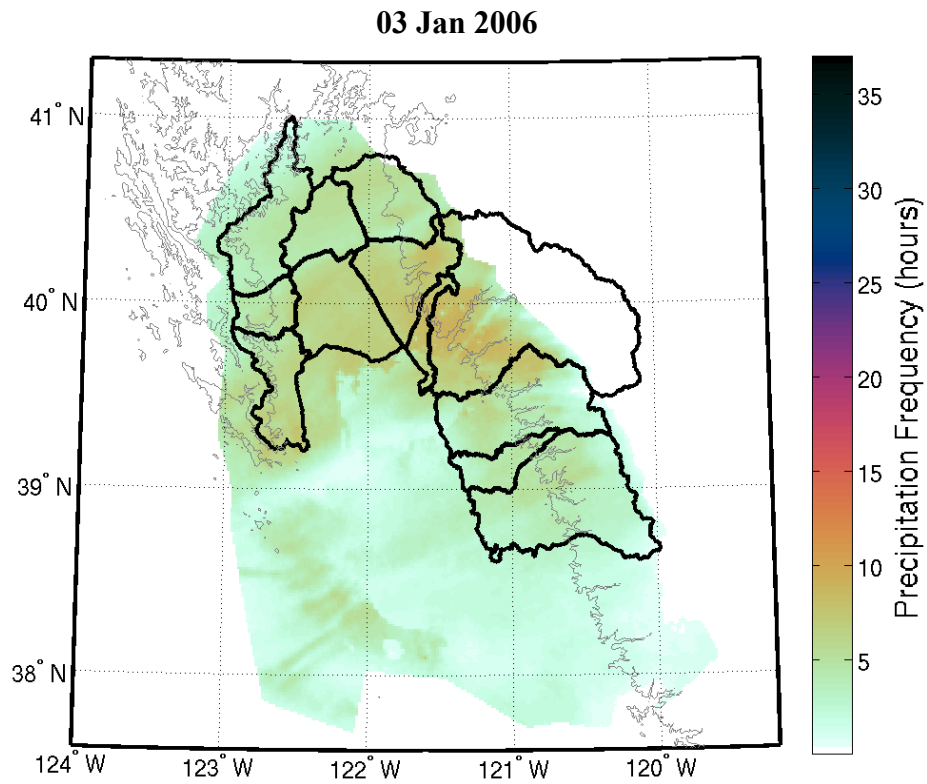 03 Jan 2006
41° N
40° N
39° N
38° N
124° W
123° W
122° W
121° W
120° W
35
30
25
20
15
10
5
Precipitation Frequency (hours)